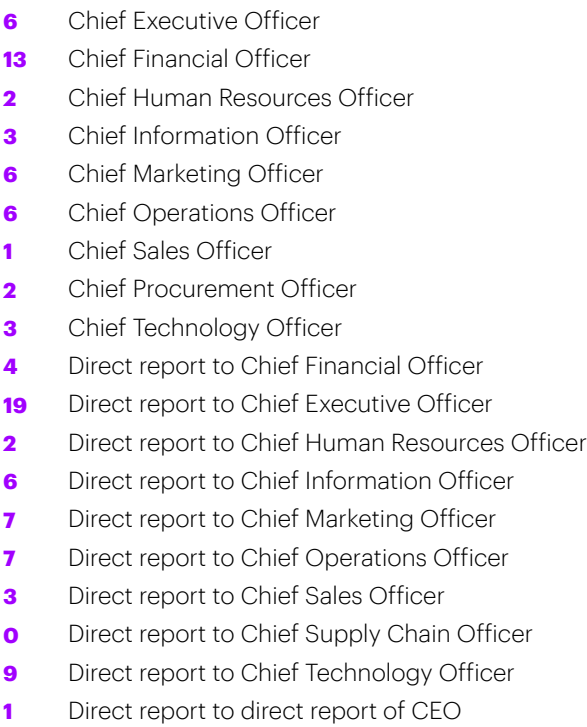 6 Chief Executive Officer
13 Chief Financial Officer
2 Chief Human Resources Officer
3 Chief Information Officer
6 Chief Marketing Officer
6 Chief Operations Officer
1 Chief Sales Officer
2 Chief Procurement Officer
3 Chief Technology Officer
4 Direct report to Chief Financial Officer
19 Direct report to Chief Executive Officer
2 Direct report to Chief Human Resources Officer
6 Direct report to Chief Information Officer
7 Direct report to Chief Marketing Officer
7 Direct report to Chief Operations Officer
3 Direct report to Chief Sales Officer
0 Direct report to Chief Supply Chain Officer
9 Direct report to Chief Technology Officer
1 Direct report to direct report of CEO